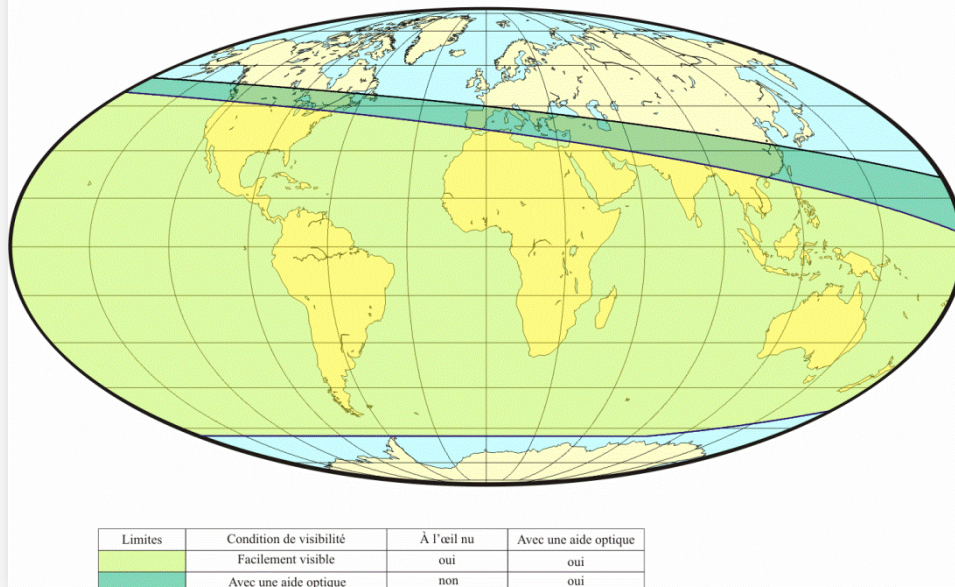 Limites Condition de visibilité À l'œil nu Avec une aide optique
Facilement visible oui oui
Avec une aide optique non oui